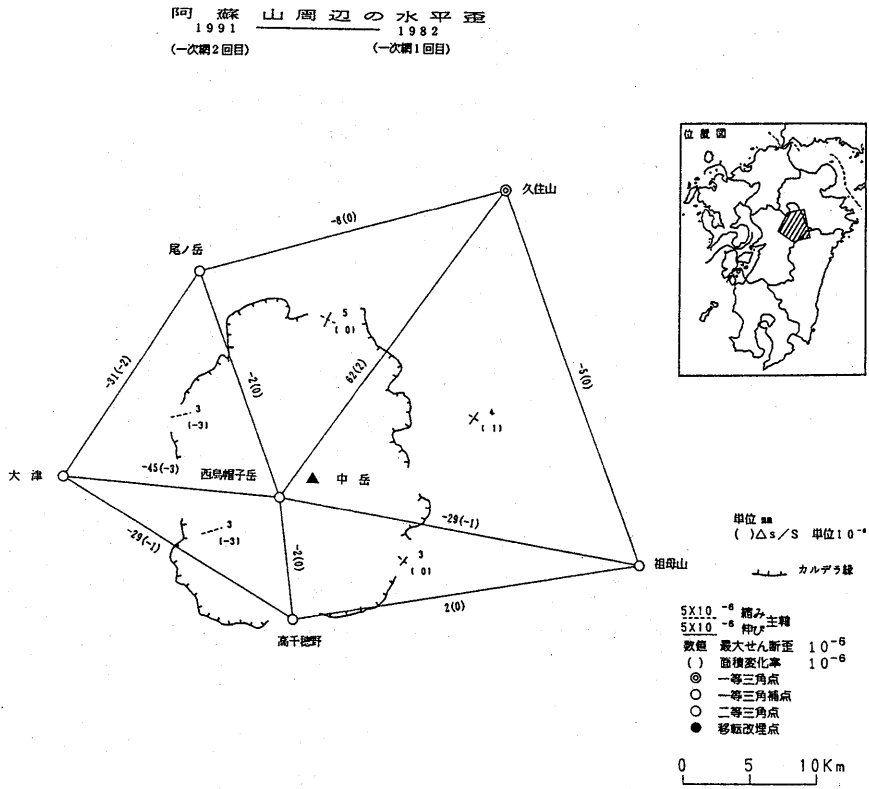 阿蘇山周辺の水平歪
1991 1982
(一次網2回目) (一次網1回目)
位置図
久住山
-8(0)
尾ノ岳
5
(0)
-31(-2)
-2(0)
62(2)
-5(0)
3
(-3)
4
(1)
大津
-45(-3)
西烏帽子岳
中岳
-29(-1)
3
(-3)
-29(-1)
-2(0)
3
(0)
祖母山
2(0)
高千穂野
単位 mm
( )△s/S 単位10⁻⁶
カルデラ縁
5X10⁻⁶ 縮み
主軸
5X10⁻⁶ 伸び
数値 最大せん断歪 10⁻⁶
( ) 面積変化率 10⁻⁶
一等三角点
一等三角補点
二等三角点
移転改埋点
0 5 10Km